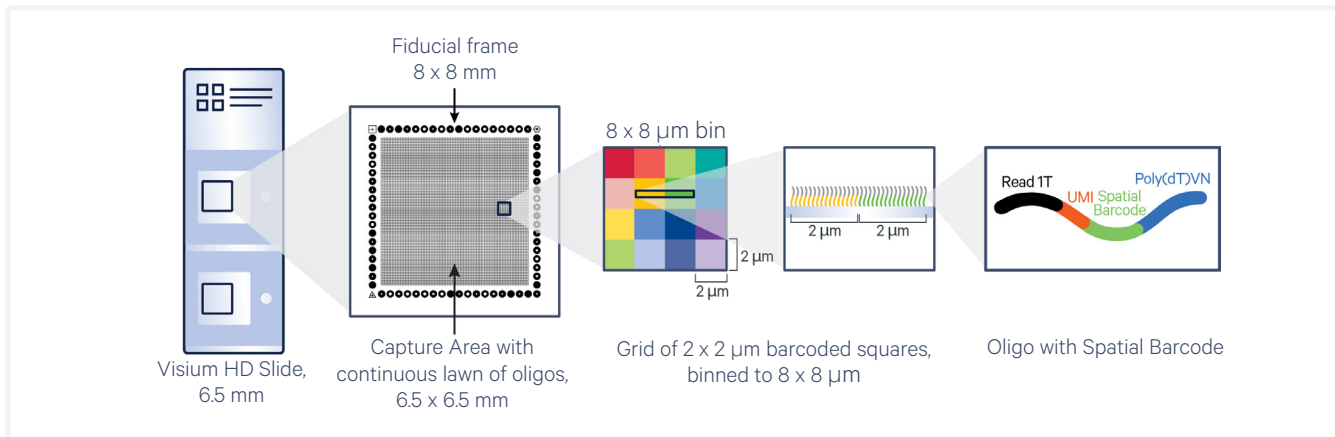 Fiducial frame
8 x 8 mm
8 x 8 µm bin
Read 1T
UMI
Spatial
Barcode
Poly(dT)VN
2 µm
2 µm
2 µm
2 µm
Visium HD Slide,
6.5 mm
Capture Area with
continuous lawn of oligos,
6.5 x 6.5 mm
Grid of 2 x 2 µm barcoded squares,
binned to 8 x 8 µm
Oligo with Spatial Barcode